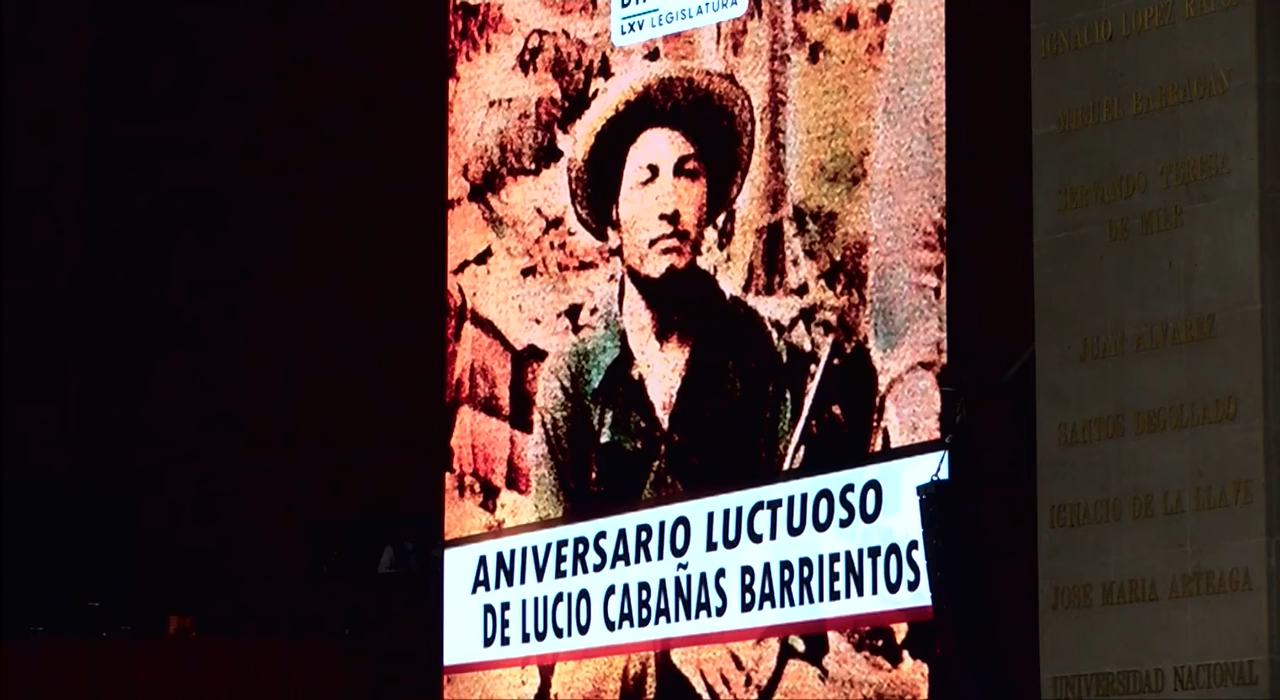 LXV LEGISLATURA
ANIVERSARIO LUCTUOSO
DE LUCIO CABAÑAS BARRIENTOS
IGNACIO LOPEZ
MIGUEL BARRAGAN
SERVANDO TERESA
DE MIER
JUAN ALVAREZ
SANTOS DEGOLLADO
IGNACIO DE LA LLAVE
JOSE MARIA ARTEAGA
UNIVERSIDAD NACIONAL